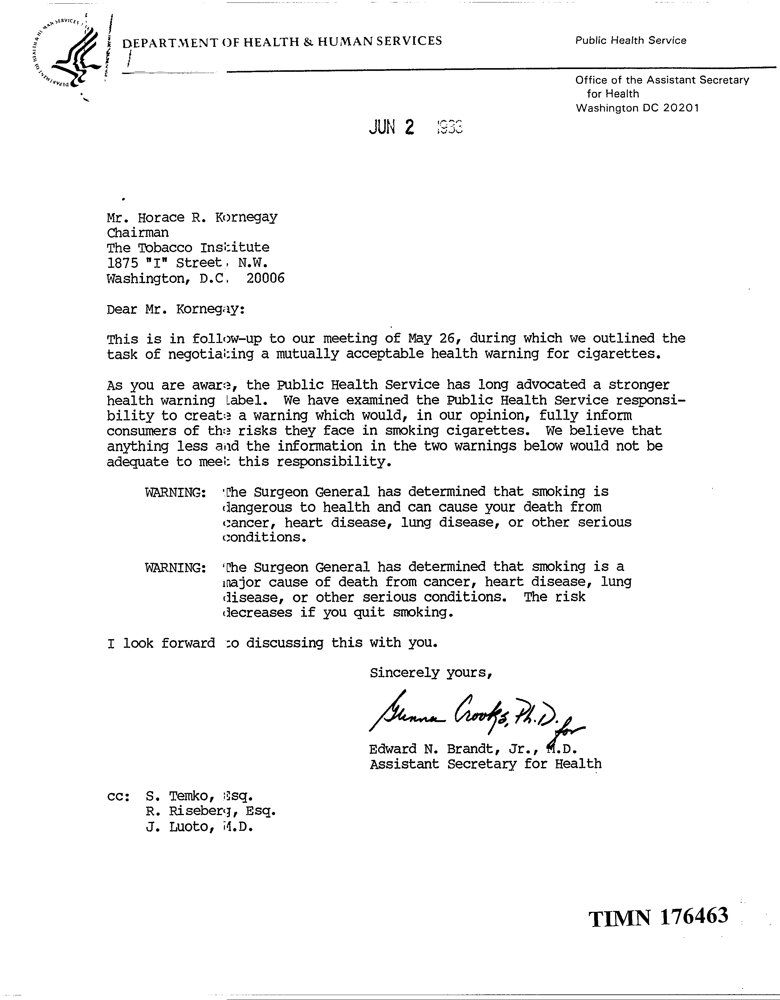 DEPARTMENT OF HEALTH & HUMAN SERVICES
Public Health Service
Office of the Assistant Secretary
for Health
Washington DC 20201
JUN 2
Mr. Horace R. Kornegay
Chairman
The Tobacco Institute
1875 "I" Street, N.W.
Washington, D.C. 20006
Dear Mr. Kornegay:
This is in follow-up to our meeting of May 26, during which we outlined the
task of negotiating a mutually acceptable health warning for cigarettes.
As you are aware, the Public Health Service has long advocated a stronger
health warning label. We have examined the Public Health Service responsi-
bility to create a warning which would, in our opinion, fully inform
consumers of the risks they face in smoking cigarettes. We believe that
anything less and the information in the two warnings below would not be
adequate to meet this responsibility.
WARNING: The Surgeon General has determined that smoking is
dangerous to health and can cause your death from
cancer, heart disease, lung disease, or other serious
conditions.
WARNING: The Surgeon General has determined that smoking is a
major cause of death from cancer, heart disease, lung
disease, or other serious conditions. The risk
decreases if you quit smoking.
I look forward to discussing this with you.
Sincerely yours,
Glenna Crooks, Ph.D. for
Edward N. Brandt, Jr., M.D.
Assistant Secretary for Health
cc: S. Temko, Esq.
R. Riseberg, Esq.
J. Luoto, M.D.
TIMN 176463